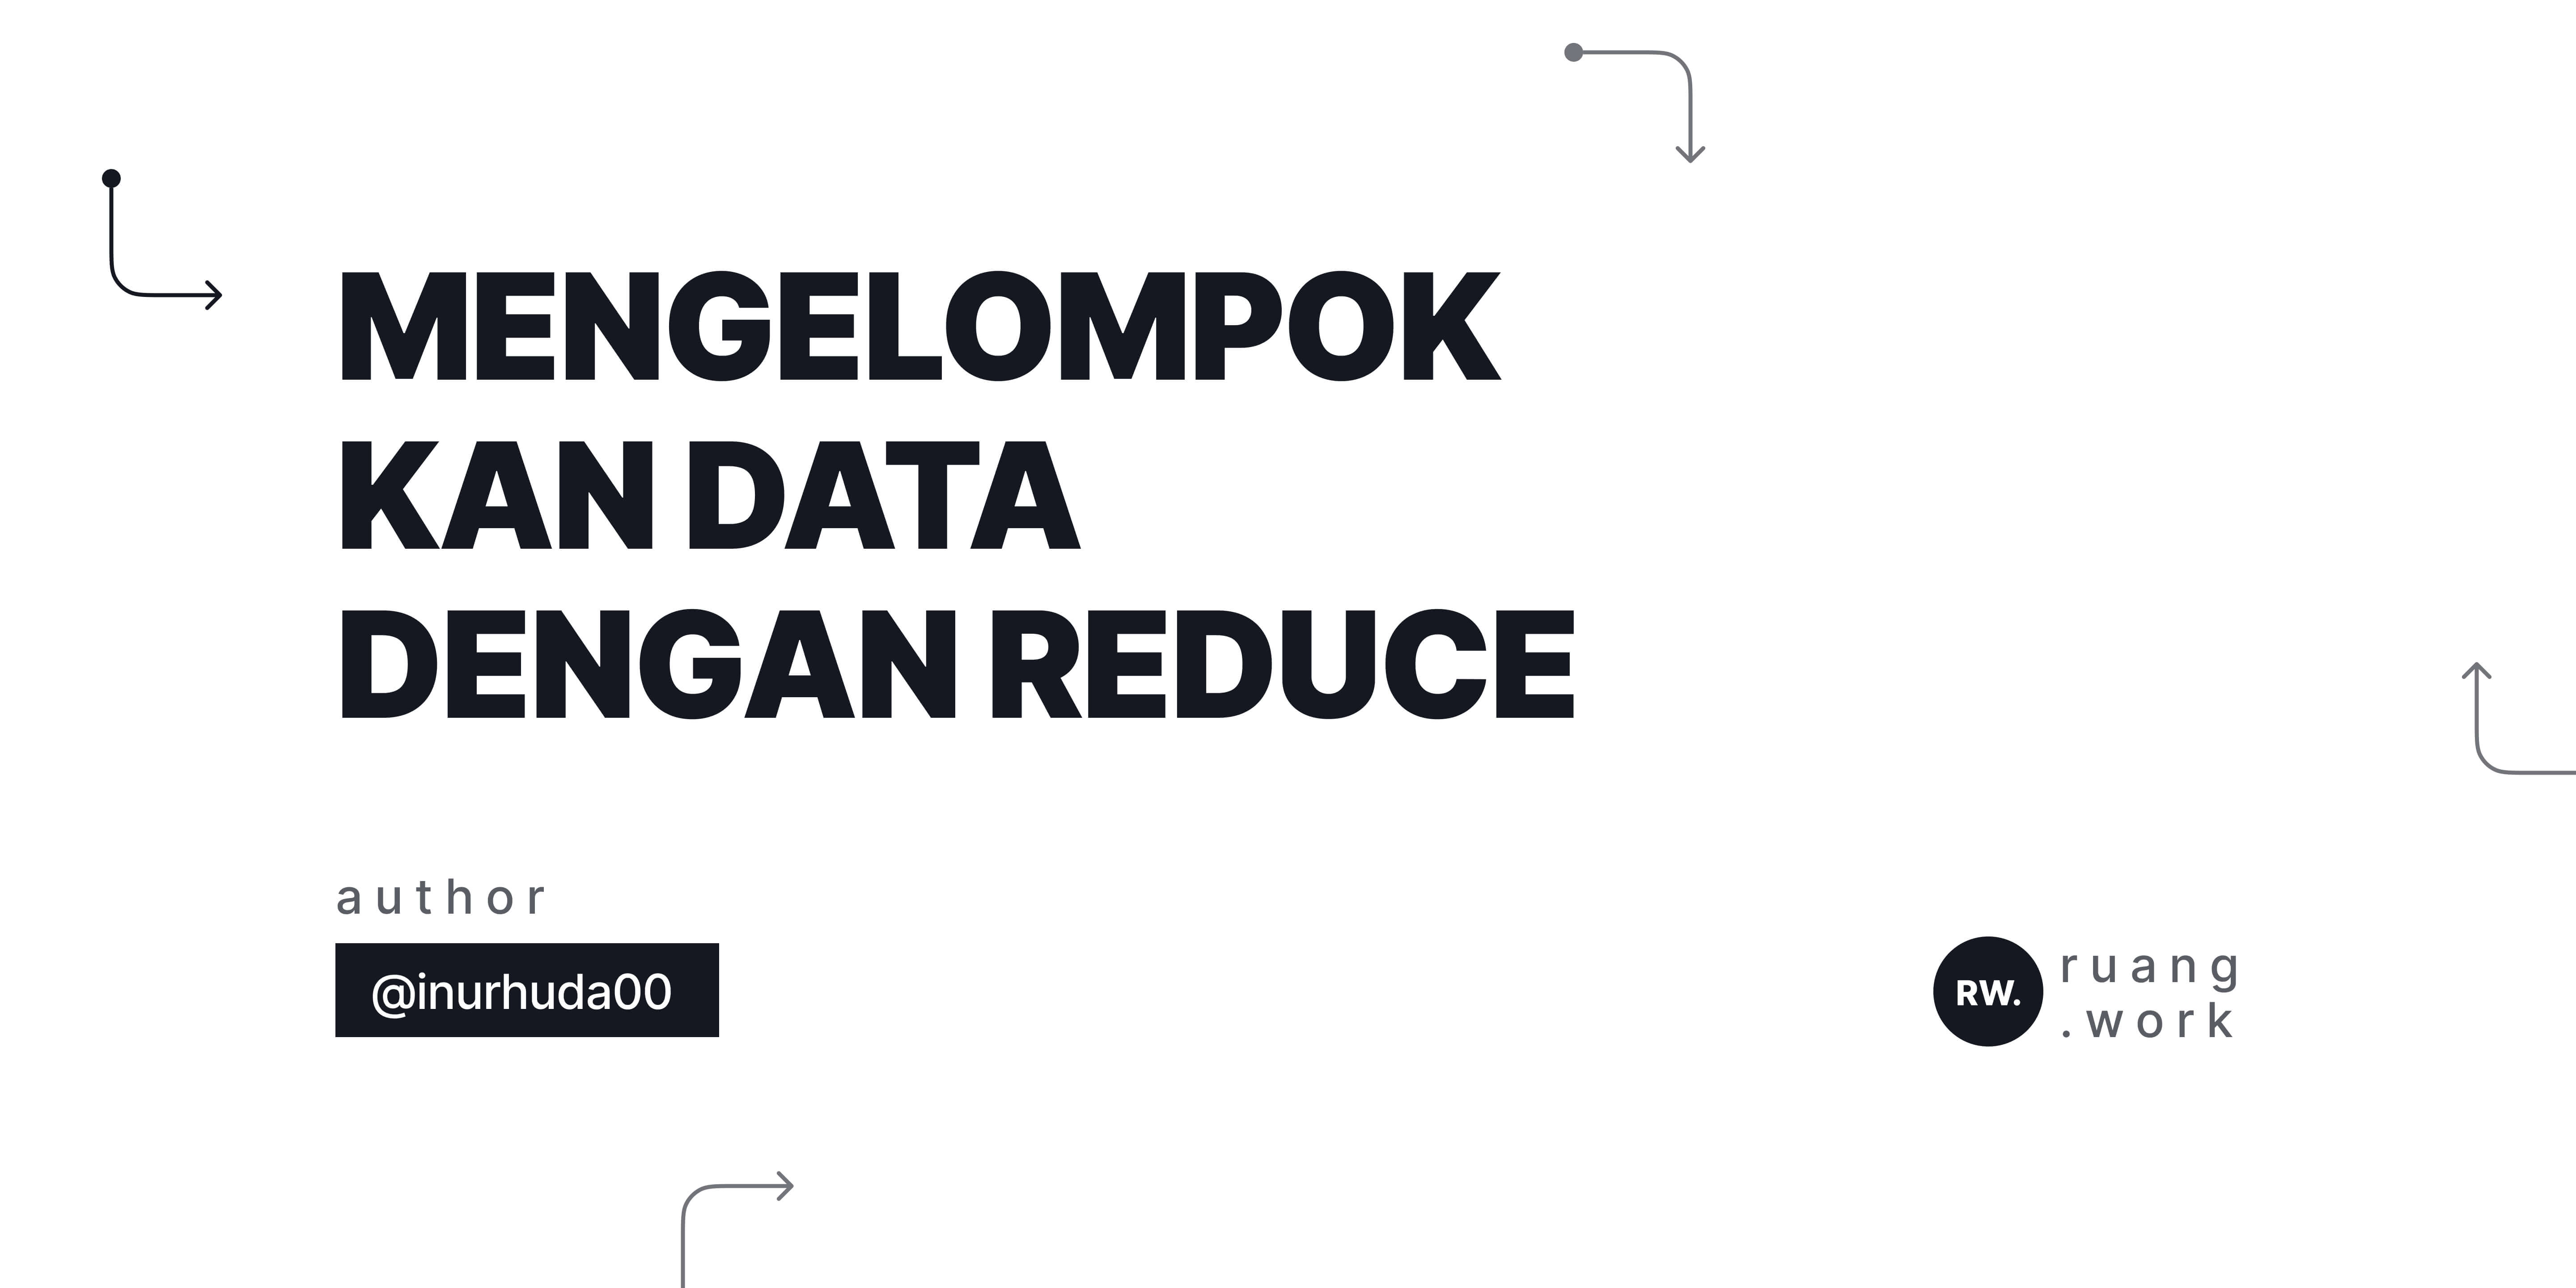 MENGELOMPOK
KAN DATA
DENGAN REDUCE
author
@inurhuda00
RW.
ruang
.work